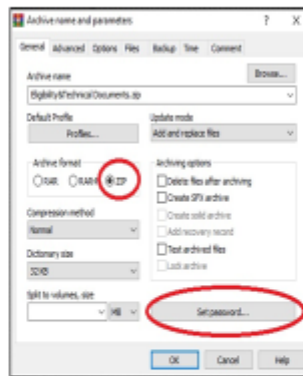 Archive name and parameters ? X
General Advanced Options Files Backup Time Comment
Archive name
Browse...
Eligibility&TechnicalDocuments.zip
Default Profile
Update mode
Profiles...
Add and replace files
Archive format
Archiving options
RAR RAR4 ZIP
Delete files after archiving
Create SFX archive
Compression method
Create solid archive
Normal
Add recovery record
Dictionary size
Test archived files
32 KB
Lock archive
Split to volumes, size
MB
Set password...
OK Cancel Help